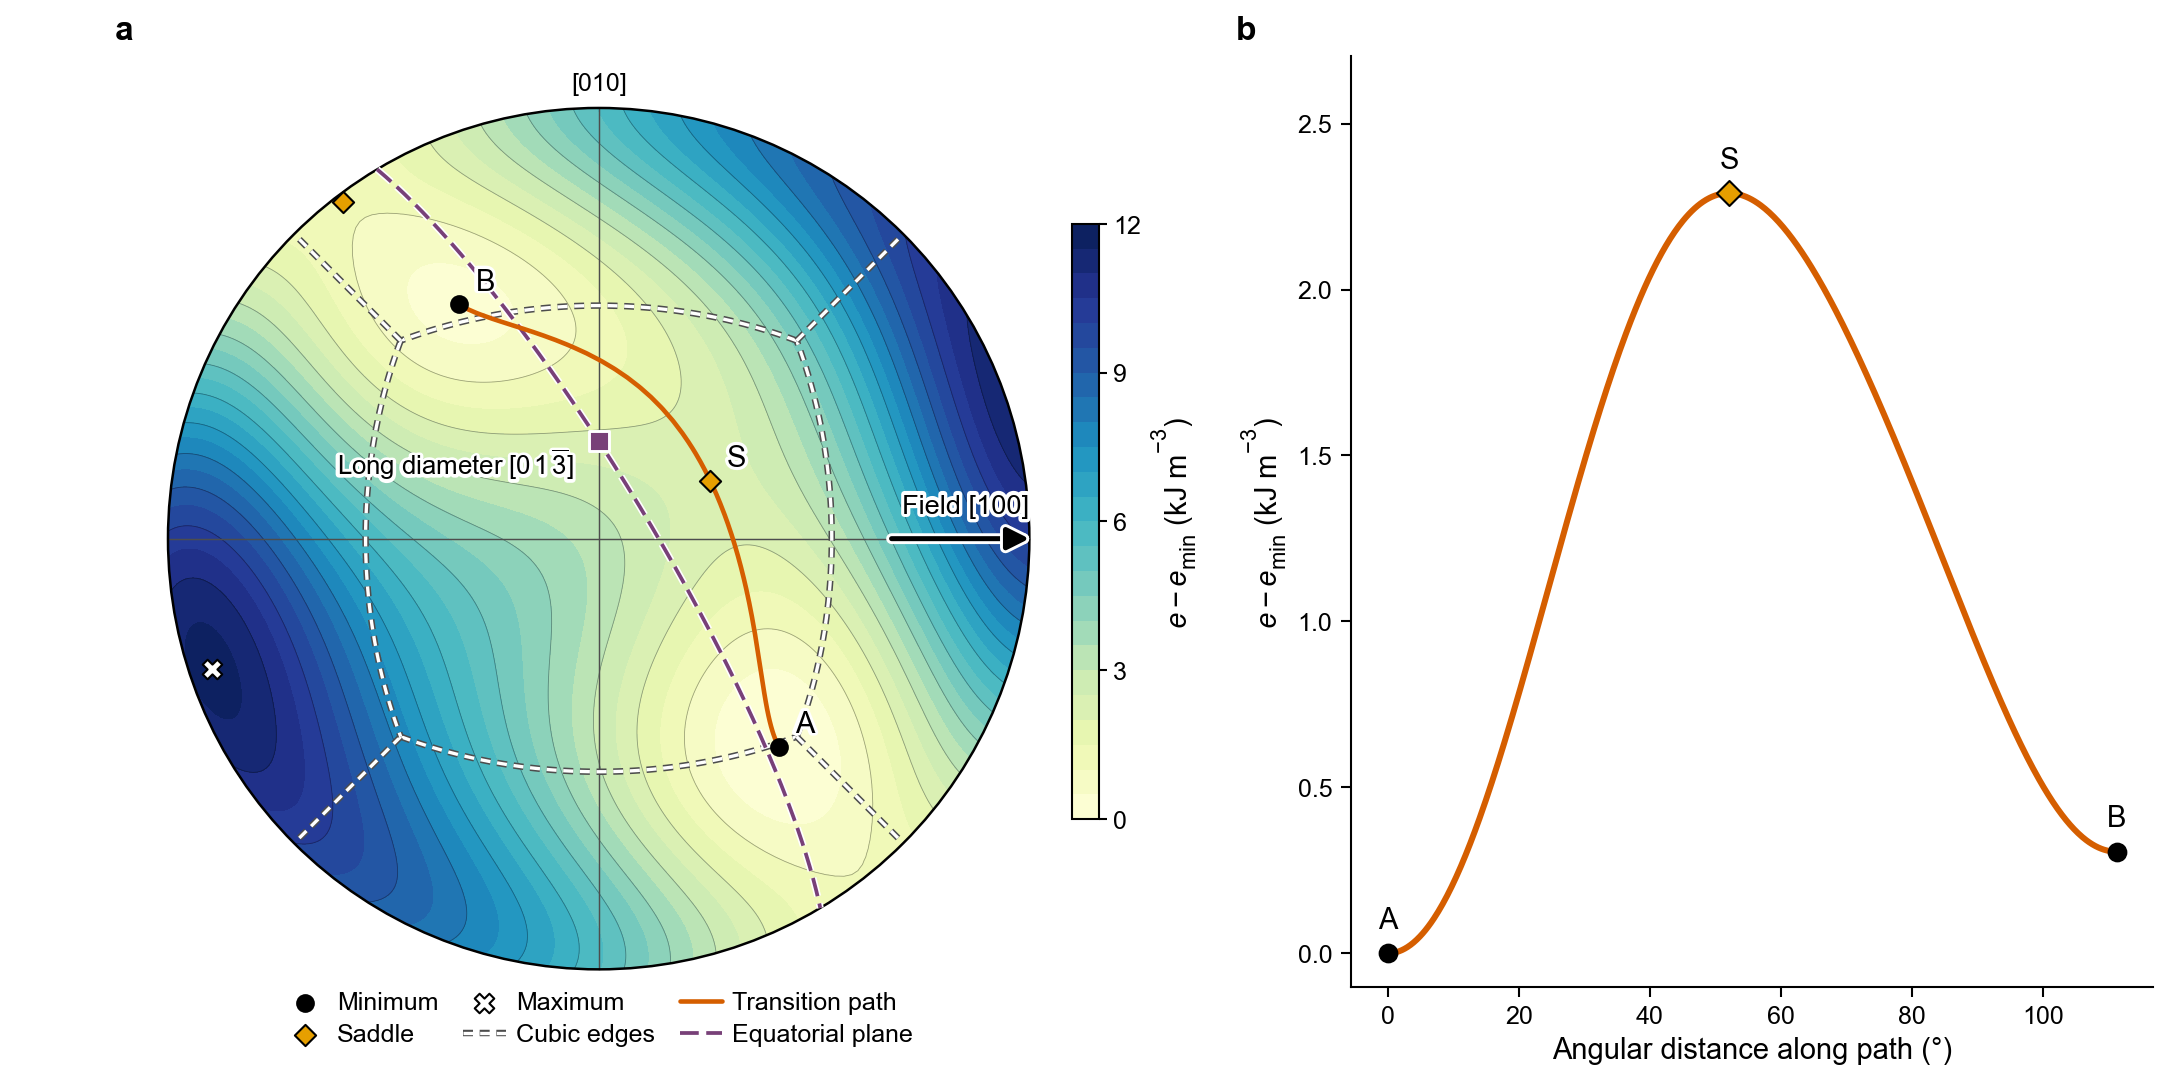 a
[010]
B
S
Long diameter [0 1 3̅]
Field [100]
A
12
9
6
3
0
e − e_min (kJ m⁻³)
Minimum
Maximum
Transition path
Saddle
Cubic edges
Equatorial plane
b
2.5
2.0
1.5
1.0
0.5
0.0
e − e_min (kJ m⁻³)
S
B
A
0 20 40 60 80 100
Angular distance along path (°)